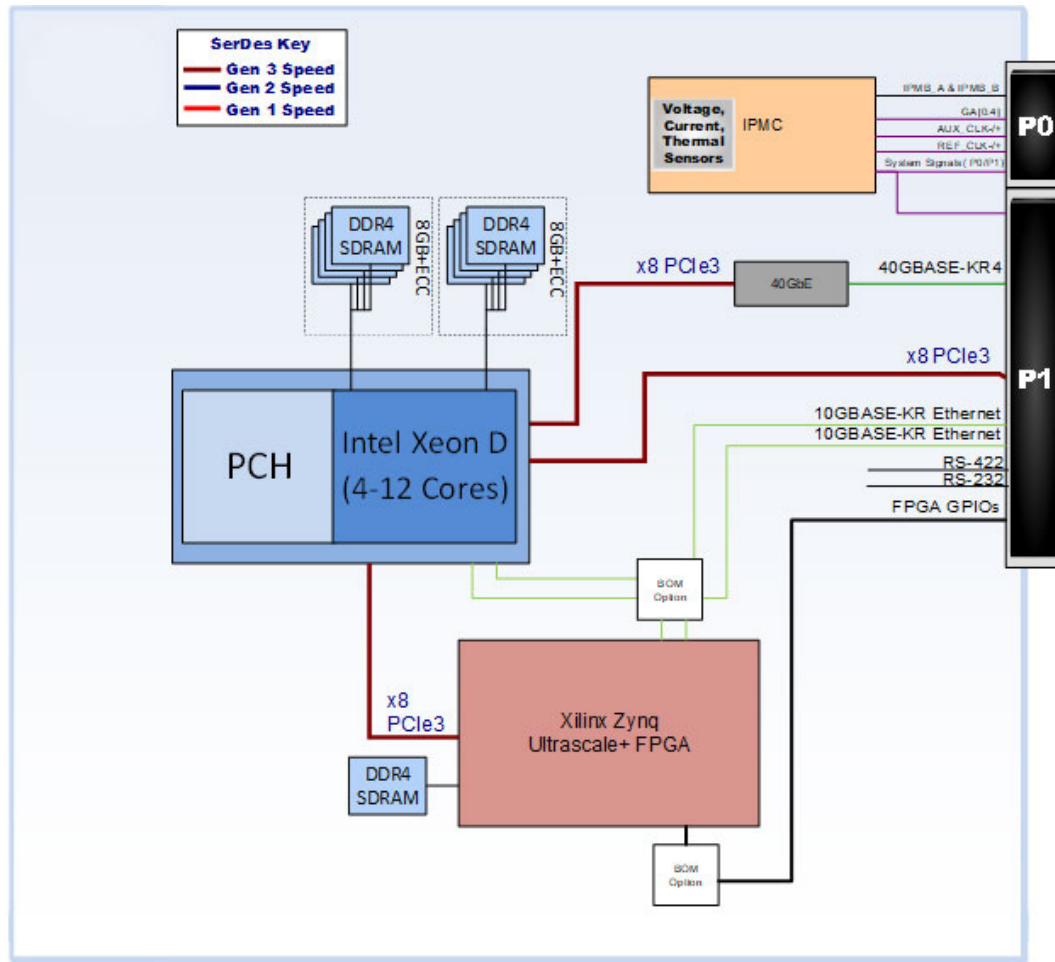 SerDes Key
Gen 3 Speed
Gen 2 Speed
Gen 1 Speed
Voltage,
Current,
Thermal
Sensors
IPMC
IPMB_A & IPMB_B
GA[0:4]
AUX_CLK-/+
REF_CLK-/+
System Signals( P0/P1)
P0
DDR4
SDRAM
8GB+ECC
DDR4
SDRAM
8GB+ECC
x8 PCIe3
40GbE
40GBASE-KR4
x8 PCIe3
P1
PCH
Intel Xeon D
(4-12 Cores)
10GBASE-KR Ethernet
10GBASE-KR Ethernet
RS-422
RS-232
FPGA GPIOs
BOM
Option
x8
PCIe3
Xilinx Zynq
Ultrascale+ FPGA
DDR4
SDRAM
BOM
Option